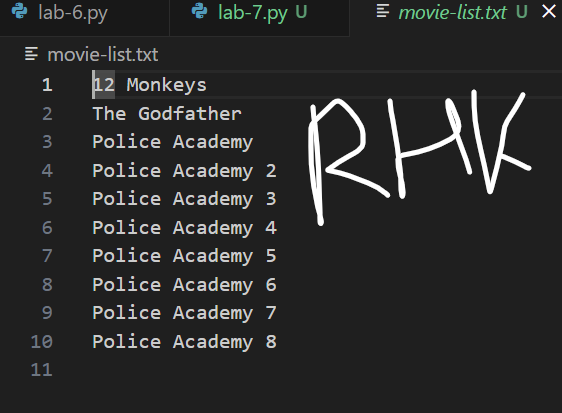 lab-6.py lab-7.py U movie-list.txt U
movie-list.txt
1 12 Monkeys
2 The Godfather
3 Police Academy
4 Police Academy 2
5 Police Academy 3
6 Police Academy 4
7 Police Academy 5
8 Police Academy 6
9 Police Academy 7
10 Police Academy 8
11